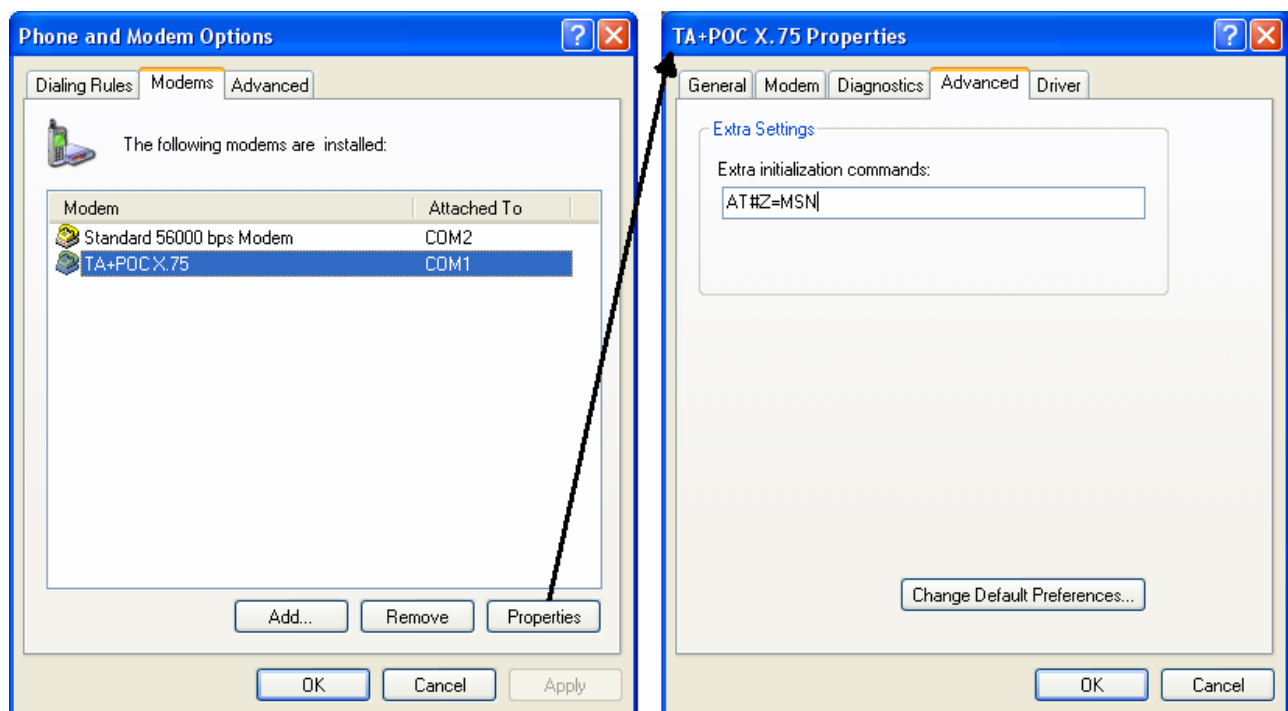 Phone and Modem Options
Dialing Rules Modems Advanced
The following modems are installed:
Modem Attached To
Standard 56000 bps Modem COM2
TA+POC X.75 COM1
Add... Remove Properties
OK Cancel Apply
TA+POC X.75 Properties
General Modem Diagnostics Advanced Driver
Extra Settings
Extra initialization commands:
AT#Z=MSN
Change Default Preferences...
OK Cancel